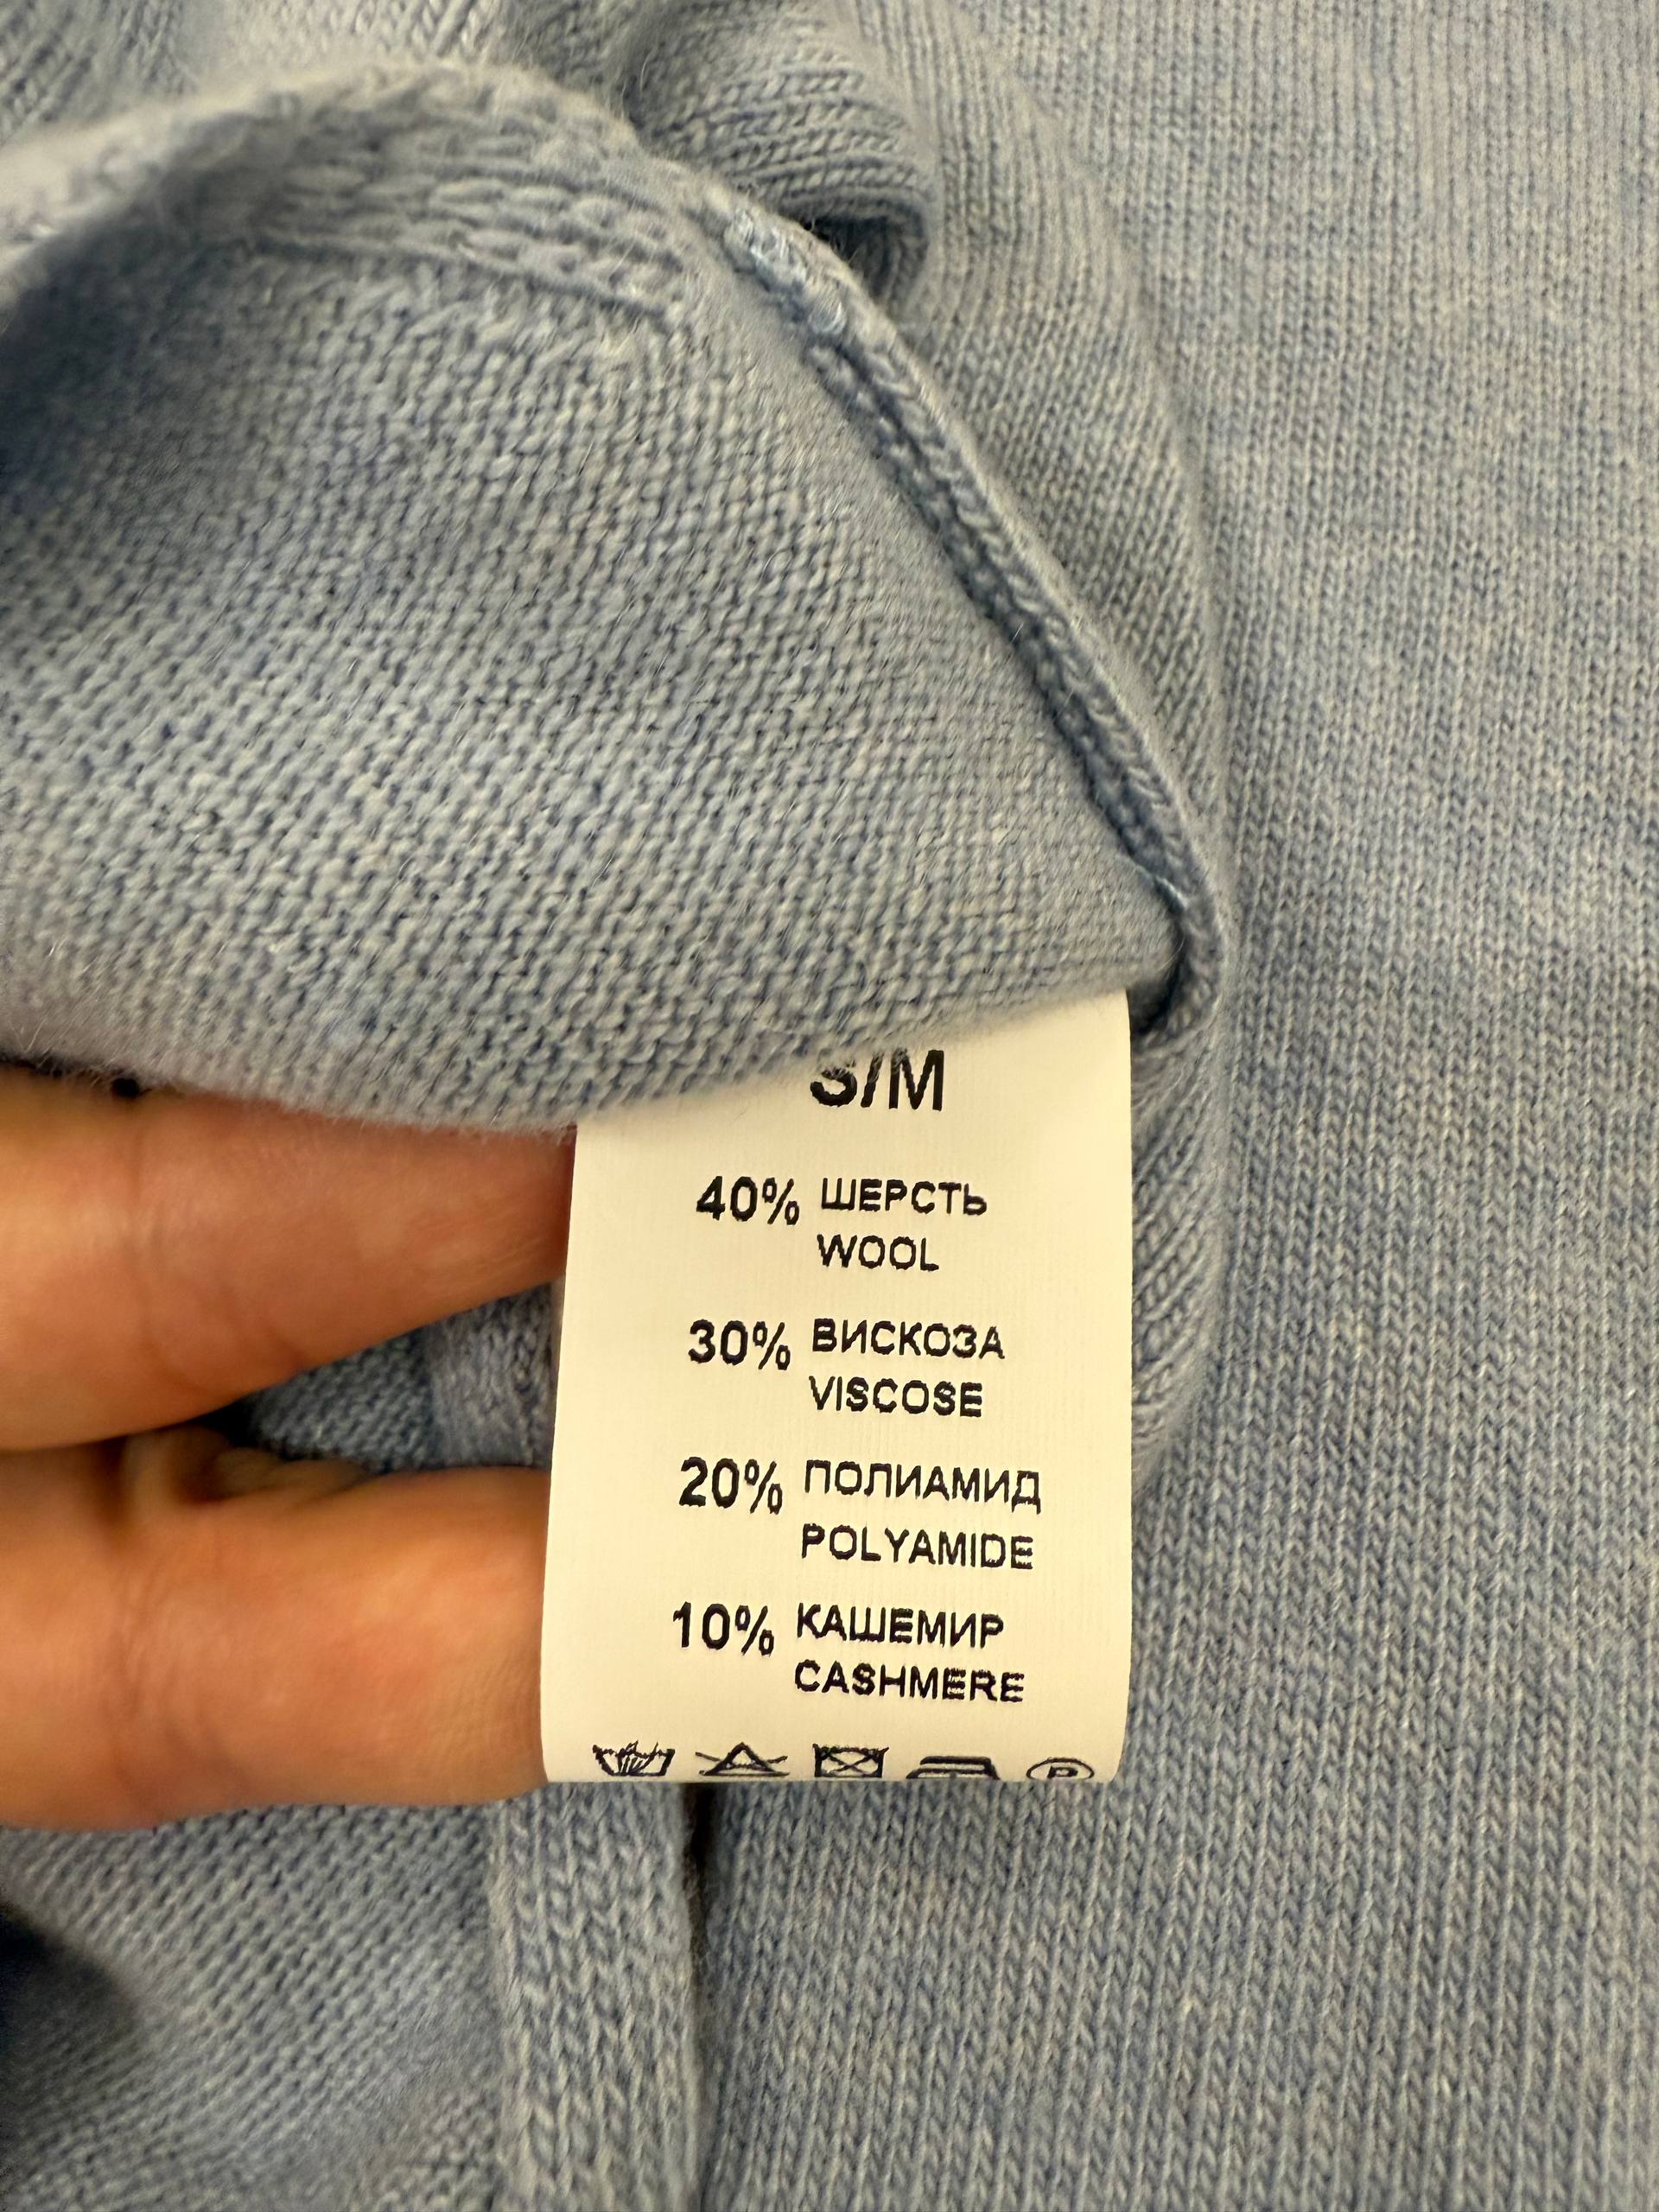 S/M
40% ШЕРСТЬ
WOOL
30% ВИСКОЗА
VISCOSE
20% ПОЛИАМИД
POLYAMIDE
10% КАШЕМИР
CASHMERE
P